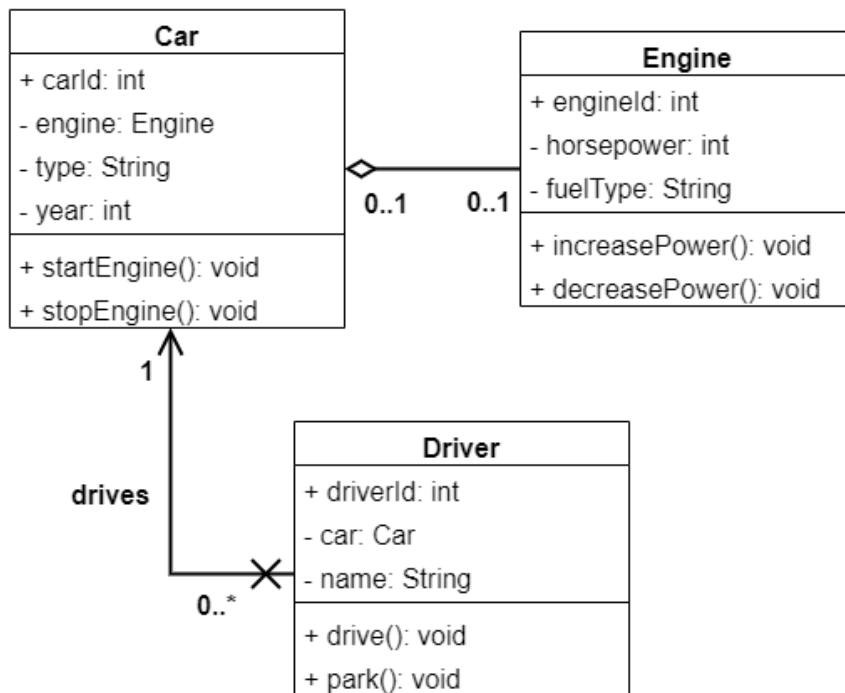 Car
+ carId: int
- engine: Engine
- type: String
- year: int
+ startEngine(): void
+ stopEngine(): void
Engine
+ engineId: int
- horsepower: int
- fuelType: String
+ increasePower(): void
+ decreasePower(): void
0..1
0..1
1
drives
0..*
Driver
+ driverId: int
- car: Car
- name: String
+ drive(): void
+ park(): void